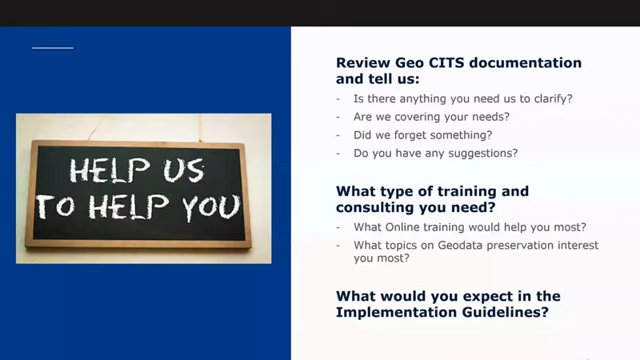 HELP US
TO HELP YOU
Review Geo CITS documentation
and tell us:
- Is there anything you need us to clarify?
- Are we covering your needs?
- Did we forget something?
- Do you have any suggestions?
What type of training and
consulting you need?
- What Online training would help you most?
- What topics on Geodata preservation interest
you most?
What would you expect in the
Implementation Guidelines?